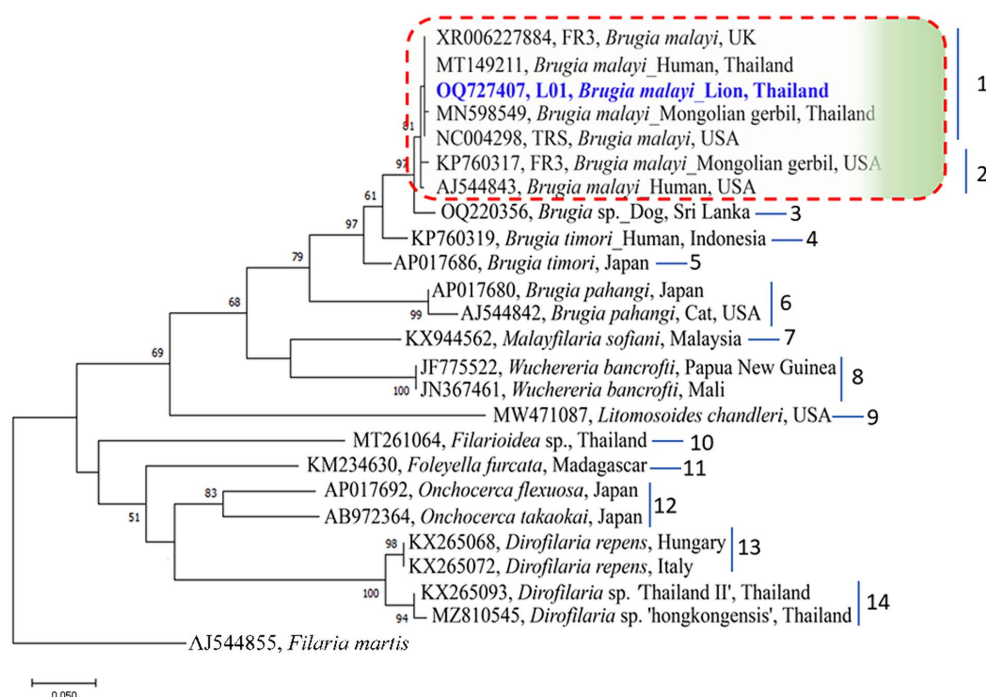 XR006227884, FR3, Brugia malayi, UK
MT149211, Brugia malayi_Human, Thailand
1
OQ727407, L01, Brugia malayi_Lion, Thailand
MN598549, Brugia malayi_Mongolian gerbil, Thailand
81
NC004298, TRS, Brugia malayi, USA
97
KP760317, FR3, Brugia malayi_Mongolian gerbil, USA
2
AJ544843, Brugia malayi_Human, USA
61
OQ220356, Brugia sp._Dog, Sri Lanka
3
97
KP760319, Brugia timori_Human, Indonesia
4
79
AP017686, Brugia timori, Japan
5
AP017680, Brugia pahangi, Japan
6
68
99
AJ544842, Brugia pahangi, Cat, USA
KX944562, Malayfilaria sofiani, Malaysia
7
69
JF775522, Wuchereria bancrofti, Papua New Guinea
8
100
JN367461, Wuchereria bancrofti, Mali
MW471087, Litomosoides chandleri, USA
9
MT261064, Filarioidea sp., Thailand
10
KM234630, Foleyella furcata, Madagascar
11
83
AP017692, Onchocerca flexuosa, Japan
12
51
AB972364, Onchocerca takaokai, Japan
98
KX265068, Dirofilaria repens, Hungary
13
KX265072, Dirofilaria repens, Italy
100
KX265093, Dirofilaria sp. 'Thailand II', Thailand
14
94
MZ810545, Dirofilaria sp. 'hongkongensis', Thailand
AJ544855, Filaria martis
0.050